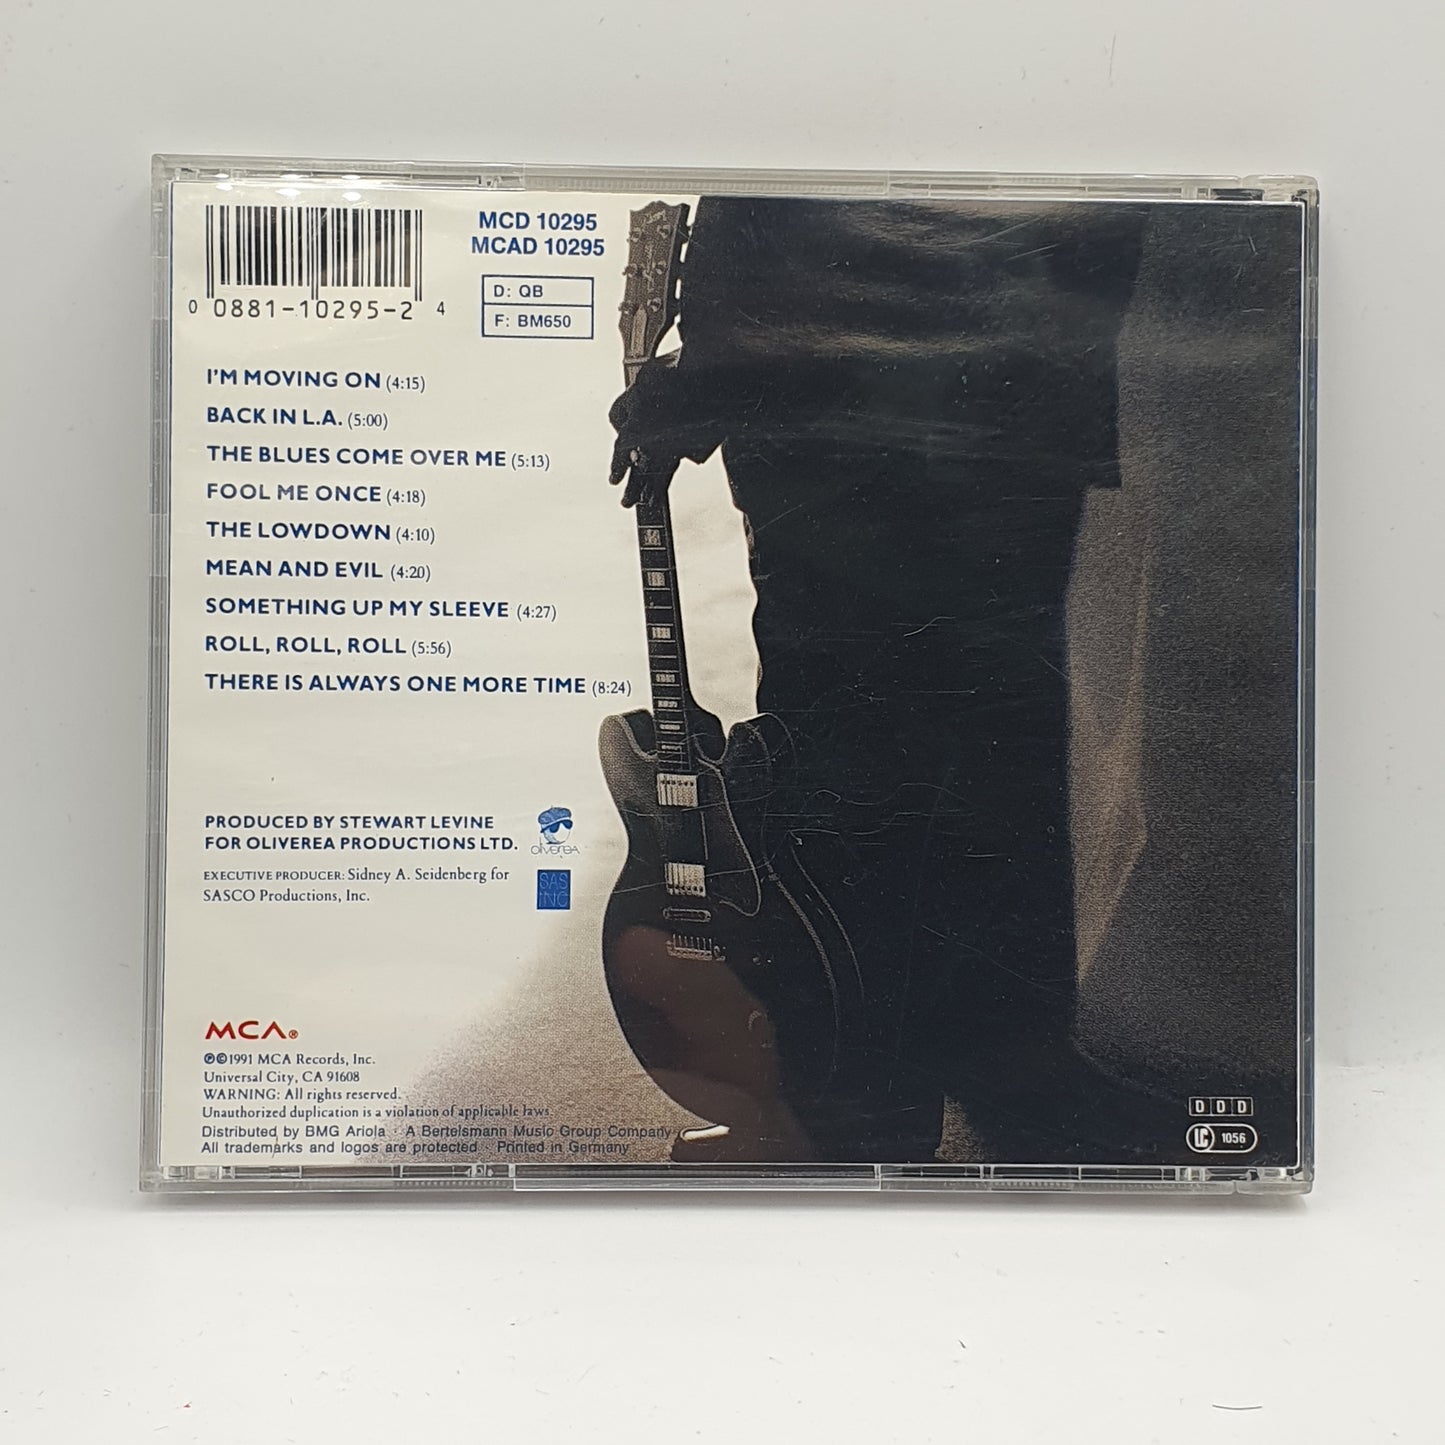 0 0881-10295-2 4
MCD 10295
MCAD 10295
D: QB
F: BM650
I'M MOVING ON (4:15)
BACK IN L.A. (5:00)
THE BLUES COME OVER ME (5:13)
FOOL ME ONCE (4:18)
THE LOWDOWN (4:10)
MEAN AND EVIL (4:20)
SOMETHING UP MY SLEEVE (4:27)
ROLL, ROLL, ROLL (5:56)
THERE IS ALWAYS ONE MORE TIME (8:24)
PRODUCED BY STEWART LEVINE
FOR OLIVEREA PRODUCTIONS LTD.
oliverea
EXECUTIVE PRODUCER: Sidney A. Seidenberg for
SASCO Productions, Inc.
SAS
INC
MCA®
℗©1991 MCA Records, Inc.
Universal City, CA 91608
WARNING: All rights reserved.
Unauthorized duplication is a violation of applicable laws.
Distributed by BMG Ariola · A Bertelsmann Music Group Company
All trademarks and logos are protected · Printed in Germany
DDD
LC 1056